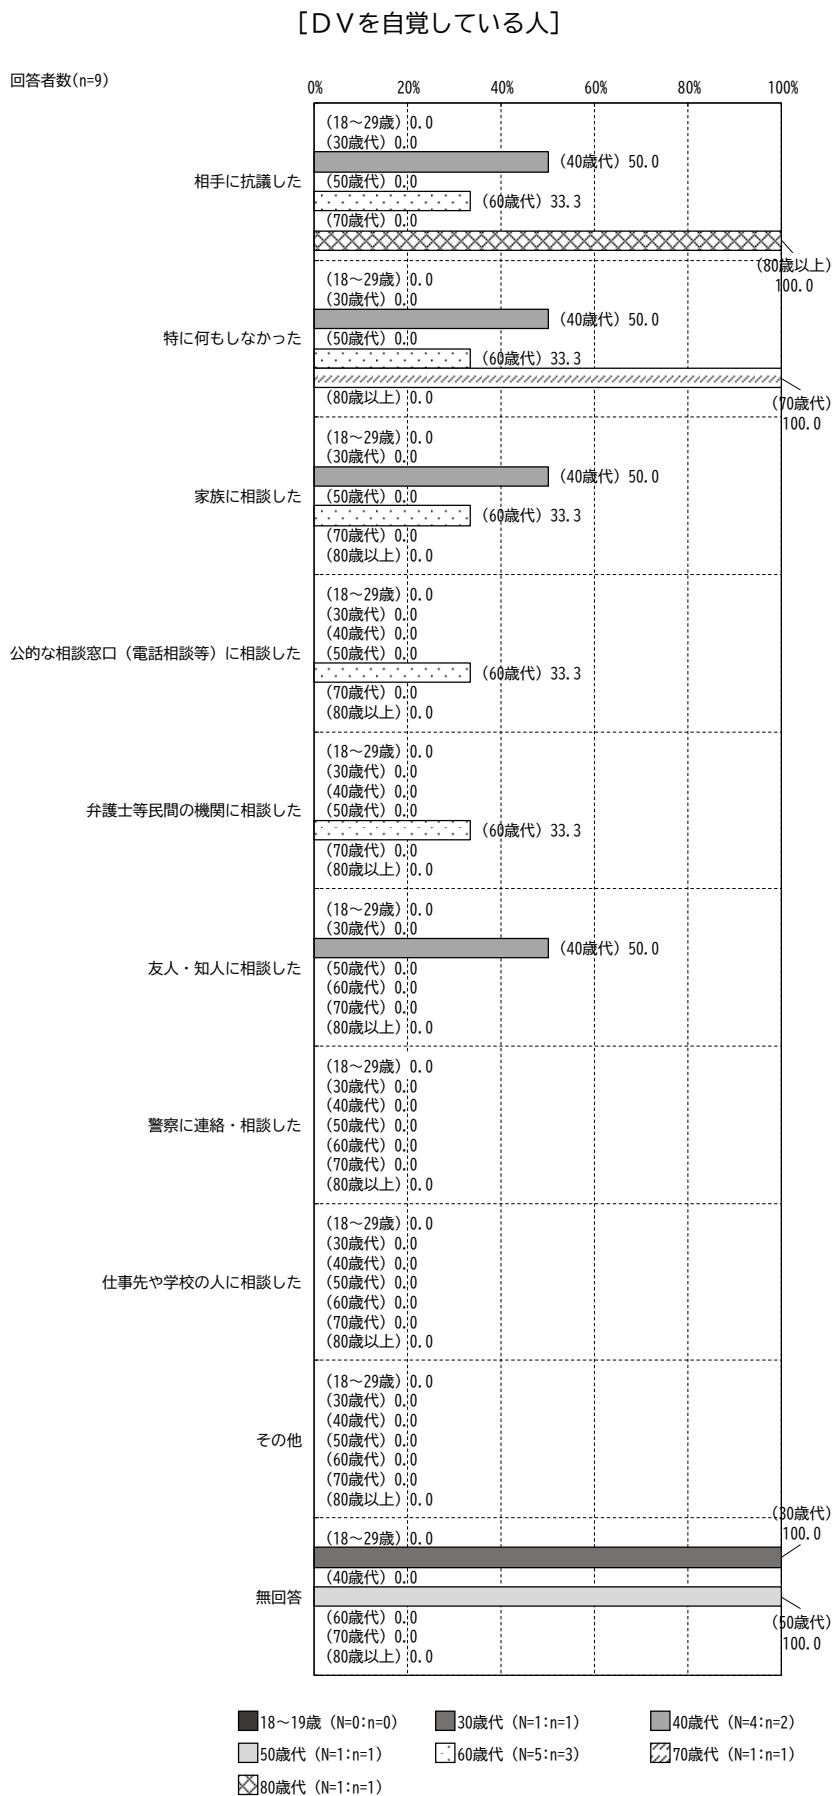 ［ＤＶを自覚している人］
回答者数(n=9)
0% 20% 40% 60% 80% 100%
相手に抗議した
(18～29歳) 0.0
(30歳代) 0.0
(40歳代) 50.0
(50歳代) 0.0
(60歳代) 33.3
(70歳代) 0.0
(80歳以上)
100.0
特に何もしなかった
(18～29歳) 0.0
(30歳代) 0.0
(40歳代) 50.0
(50歳代) 0.0
(60歳代) 33.3
(70歳代)
100.0
(80歳以上) 0.0
家族に相談した
(18～29歳) 0.0
(30歳代) 0.0
(40歳代) 50.0
(50歳代) 0.0
(60歳代) 33.3
(70歳代) 0.0
(80歳以上) 0.0
公的な相談窓口（電話相談等）に相談した
(18～29歳) 0.0
(30歳代) 0.0
(40歳代) 0.0
(50歳代) 0.0
(60歳代) 33.3
(70歳代) 0.0
(80歳以上) 0.0
弁護士等民間の機関に相談した
(18～29歳) 0.0
(30歳代) 0.0
(40歳代) 0.0
(50歳代) 0.0
(60歳代) 33.3
(70歳代) 0.0
(80歳以上) 0.0
友人・知人に相談した
(18～29歳) 0.0
(30歳代) 0.0
(40歳代) 50.0
(50歳代) 0.0
(60歳代) 0.0
(70歳代) 0.0
(80歳以上) 0.0
警察に連絡・相談した
(18～29歳) 0.0
(30歳代) 0.0
(40歳代) 0.0
(50歳代) 0.0
(60歳代) 0.0
(70歳代) 0.0
(80歳以上) 0.0
仕事先や学校の人に相談した
(18～29歳) 0.0
(30歳代) 0.0
(40歳代) 0.0
(50歳代) 0.0
(60歳代) 0.0
(70歳代) 0.0
(80歳以上) 0.0
その他
(18～29歳) 0.0
(30歳代) 0.0
(40歳代) 0.0
(50歳代) 0.0
(60歳代) 0.0
(70歳代) 0.0
(80歳以上) 0.0
無回答
(18～29歳) 0.0
(30歳代)
100.0
(40歳代) 0.0
(50歳代)
100.0
(60歳代) 0.0
(70歳代) 0.0
(80歳以上) 0.0
18～19歳 (N=0:n=0) 30歳代 (N=1:n=1) 40歳代 (N=4:n=2)
50歳代 (N=1:n=1) 60歳代 (N=5:n=3) 70歳代 (N=1:n=1)
80歳代 (N=1:n=1)